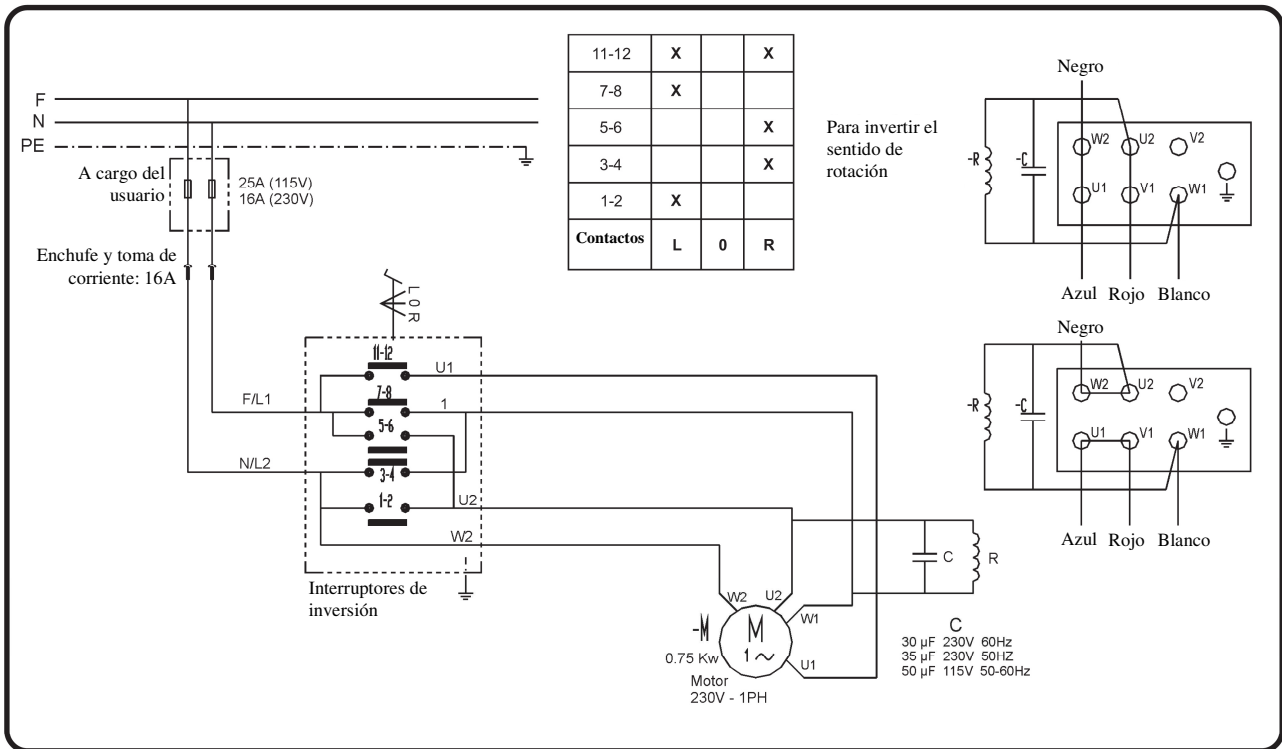 F
N
PE
A cargo del
usuario
25A (115V)
16A (230V)
Enchufe y toma de
corriente: 16A
11-12 X X
7-8 X
5-6 X
3-4 X
1-2 X
Contactos L 0 R
Para invertir el
sentido de
rotación
Negro
-R
-C
W2 U2 V2
U1 V1 W1
Azul Rojo Blanco
Negro
-R
-C
W2 U2 V2
U1 V1 W1
Azul Rojo Blanco
L 0 R
11-12
U1
7-8
F/L1
1
5-6
N/L2
3-4
1-2
U2
W2
Interruptores de
inversión
C
R
W2
U2
W1
U1
-M
M
1 ~
0.75 Kw
Motor
230V - 1PH
C
30 µF 230V 60Hz
35 µF 230V 50HZ
50 µF 115V 50-60Hz